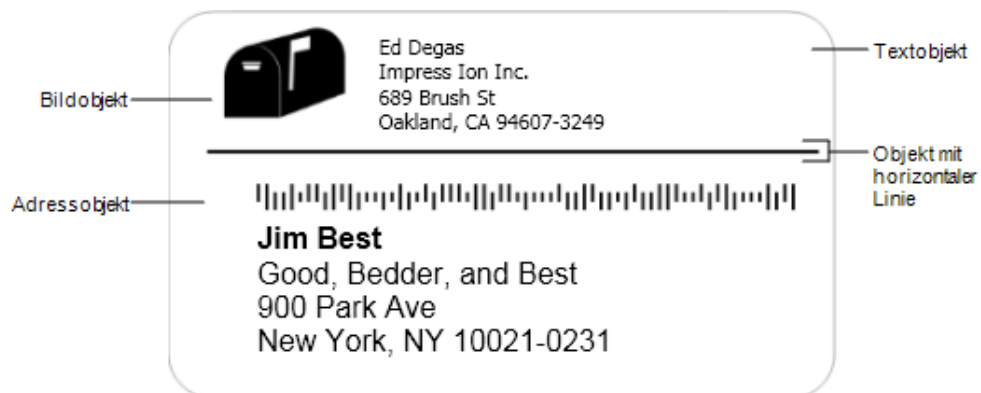 Ed Degas
Impress Ion Inc.
689 Brush St
Oakland, CA 94607-3249
Textobjekt
Bildobjekt
Objekt mit
horizontaler
Linie
Adressobjekt
Jim Best
Good, Bedder, and Best
900 Park Ave
New York, NY 10021-0231